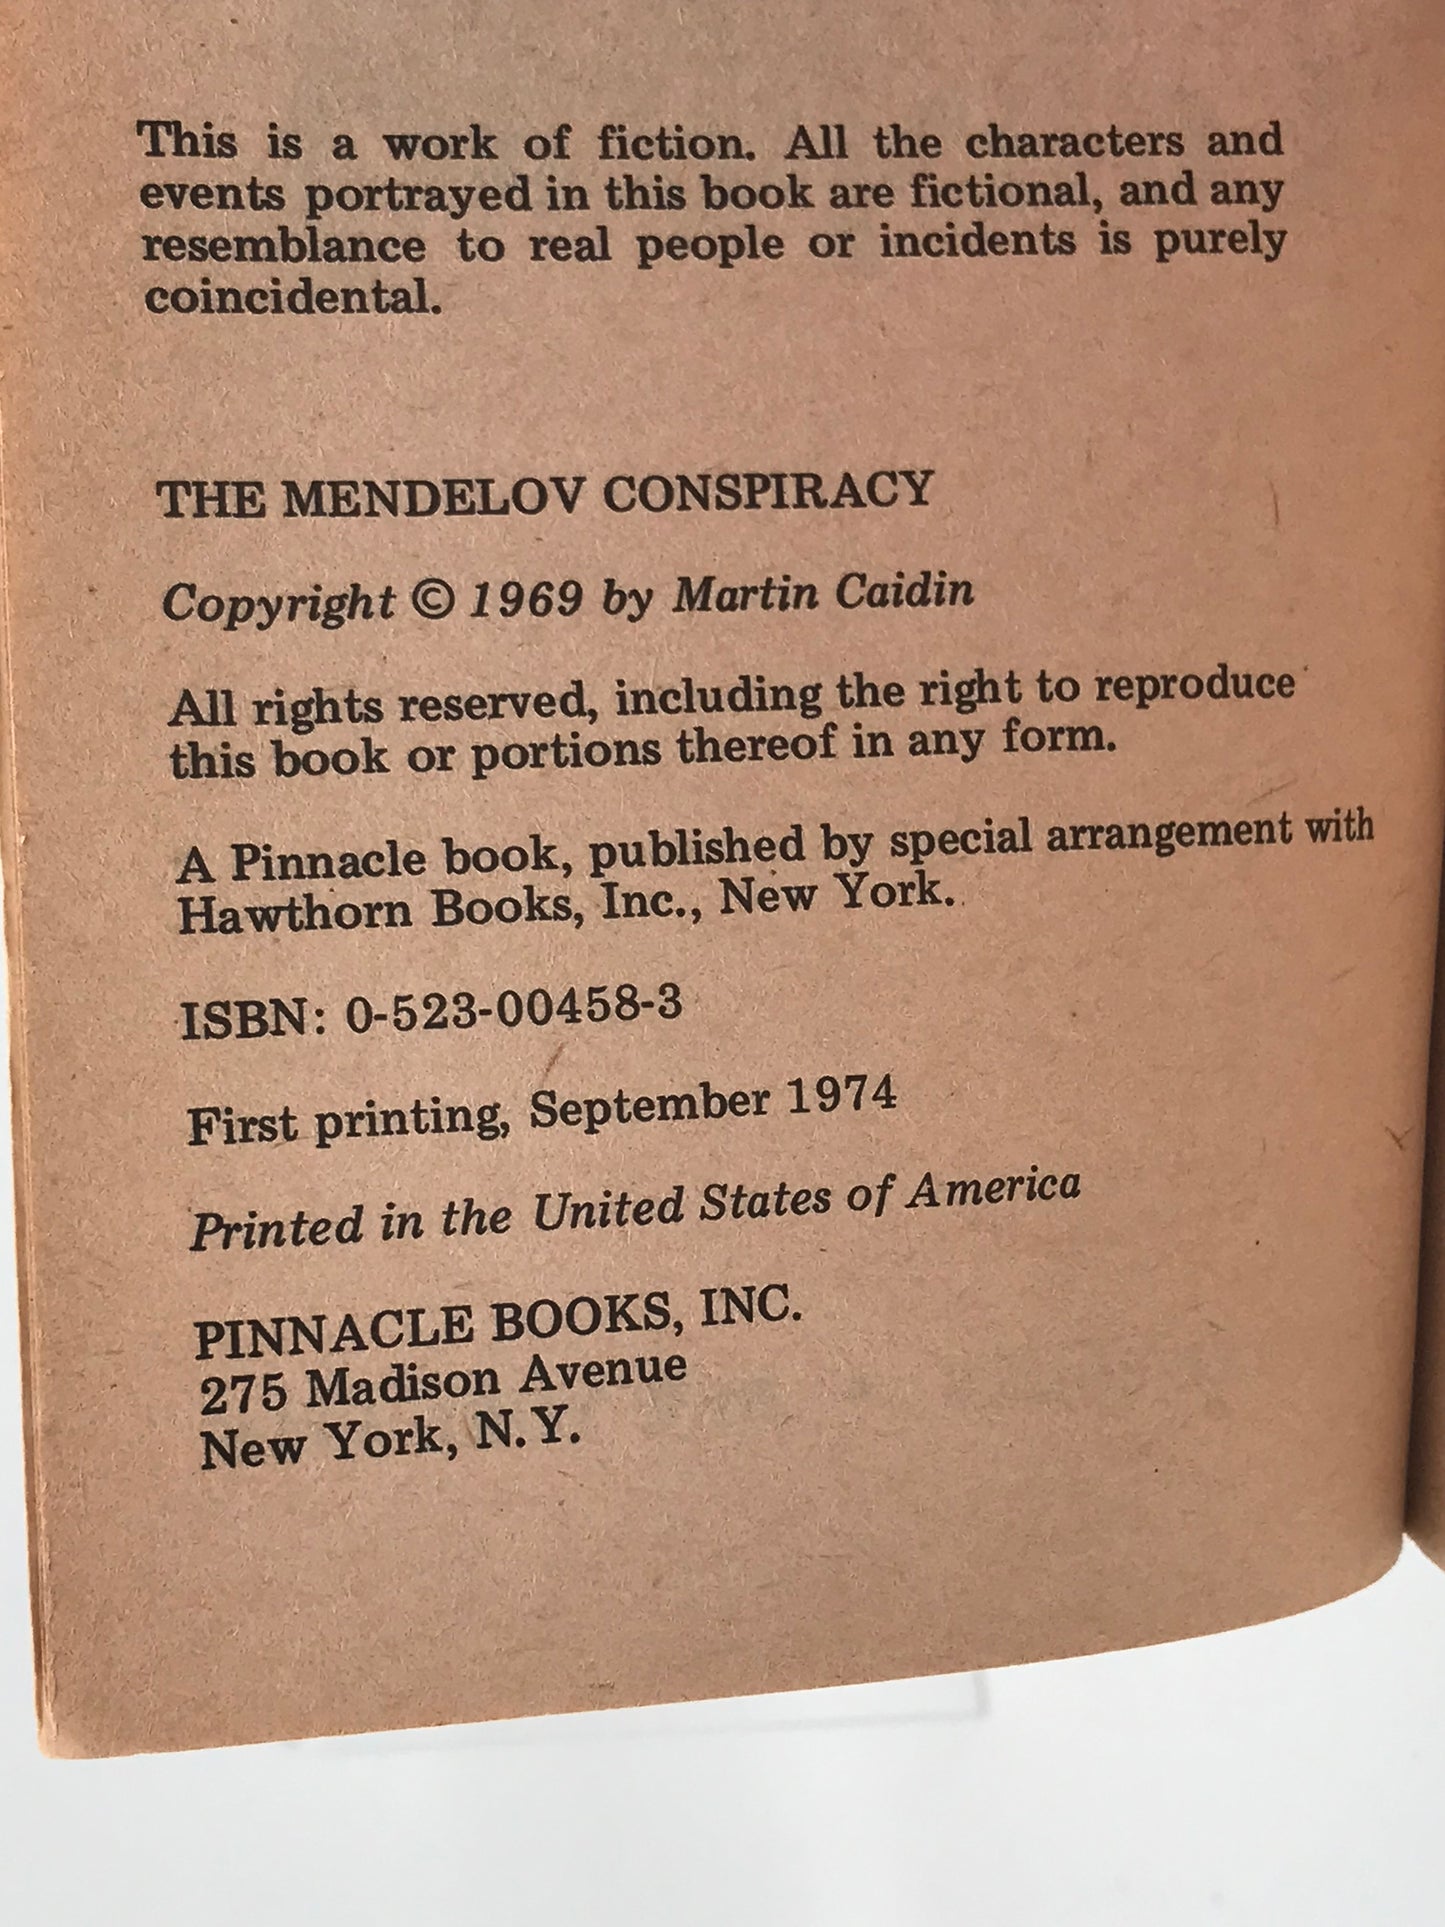 This is a work of fiction. All the characters and
events portrayed in this book are fictional, and any
resemblance to real people or incidents is purely
coincidental.
THE MENDELOV CONSPIRACY
Copyright © 1969 by Martin Caidin
All rights reserved, including the right to reproduce
this book or portions thereof in any form.
A Pinnacle book, published by special arrangement with
Hawthorn Books, Inc., New York.
ISBN: 0-523-00458-3
First printing, September 1974
Printed in the United States of America
PINNACLE BOOKS, INC.
275 Madison Avenue
New York, N.Y.